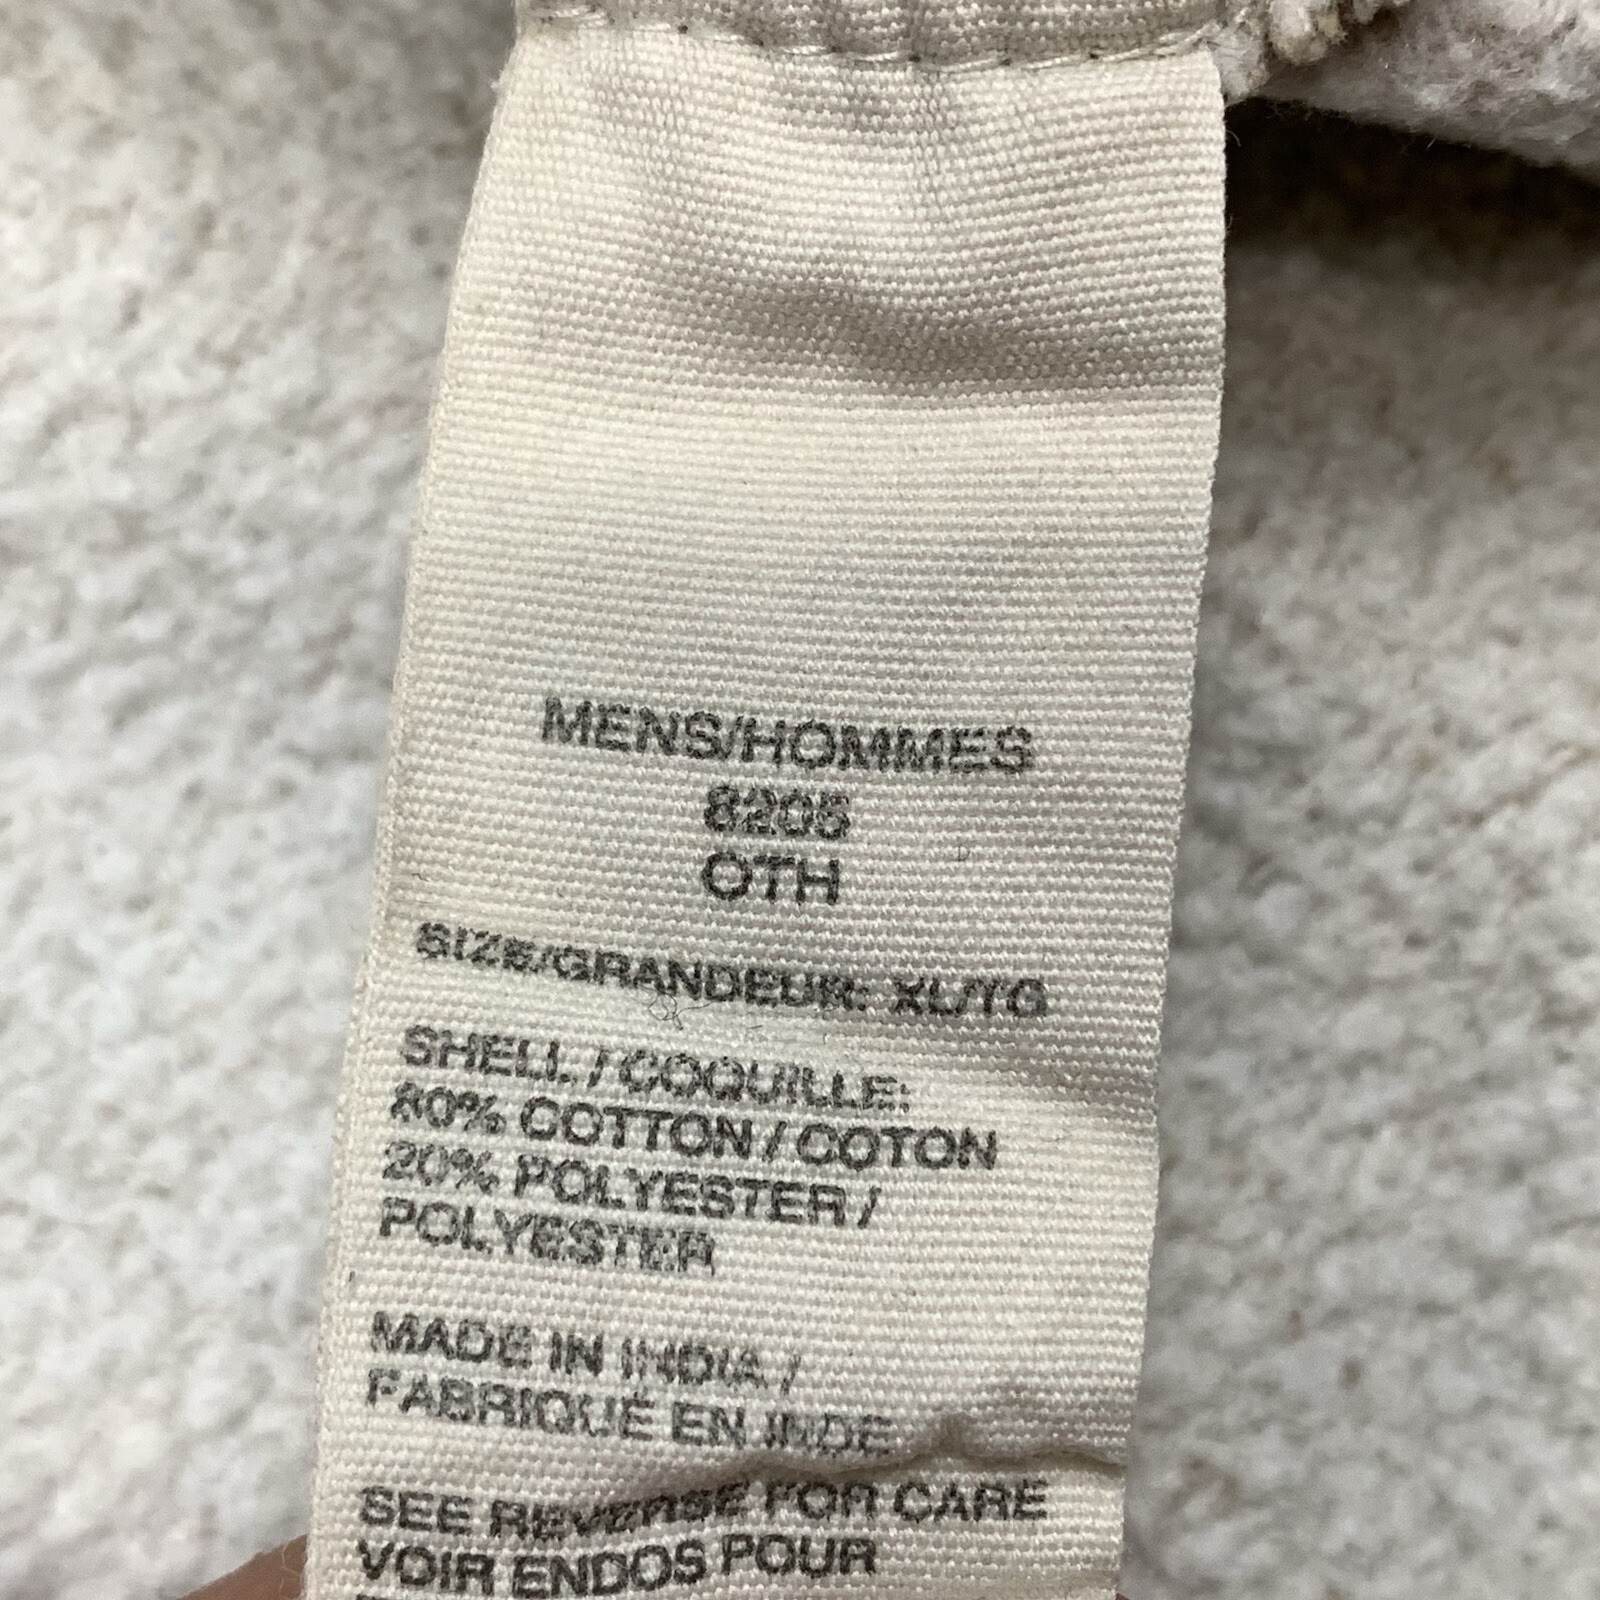 MENS/HOMMES
8205
OTH
SIZE/GRANDEUR: XL/TG
SHELL / COQUILLE:
80% COTTON / COTON
20% POLYESTER /
POLYESTER
MADE IN INDIA /
FABRIQUÉ EN INDE
SEE REVERSE FOR CARE
VOIR ENDOS POUR